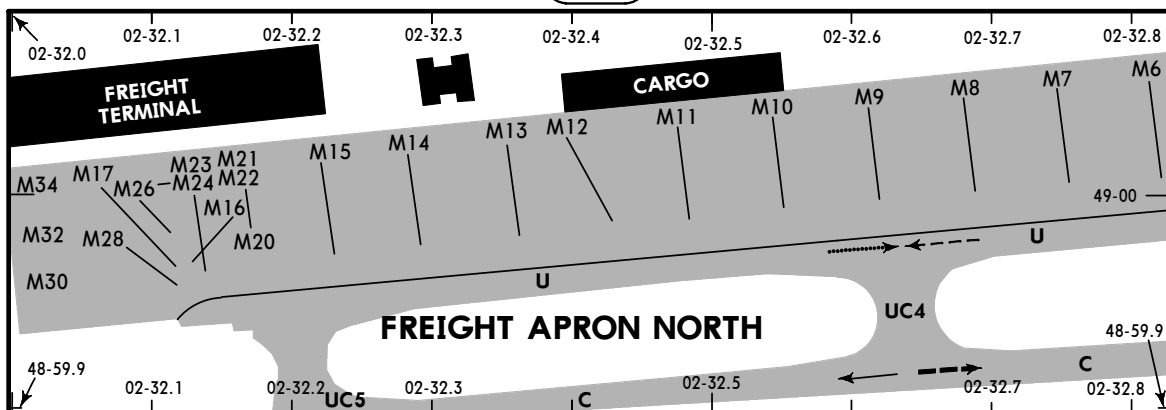 02-32.0
02-32.1
02-32.2
02-32.3
02-32.4
02-32.5
02-32.6
02-32.7
02-32.8
FREIGHT
TERMINAL
CARGO
M6
M7
M8
M9
M10
M11
M12
M13
M14
M15
M21
M23
M22
M24
M17
M26
M34
M16
M20
M28
M32
M30
49-00
U
U
UC4
FREIGHT APRON NORTH
48-59.9
48-59.9
C
02-32.1
02-32.2
02-32.3
02-32.5
02-32.7
02-32.8
UC5
C